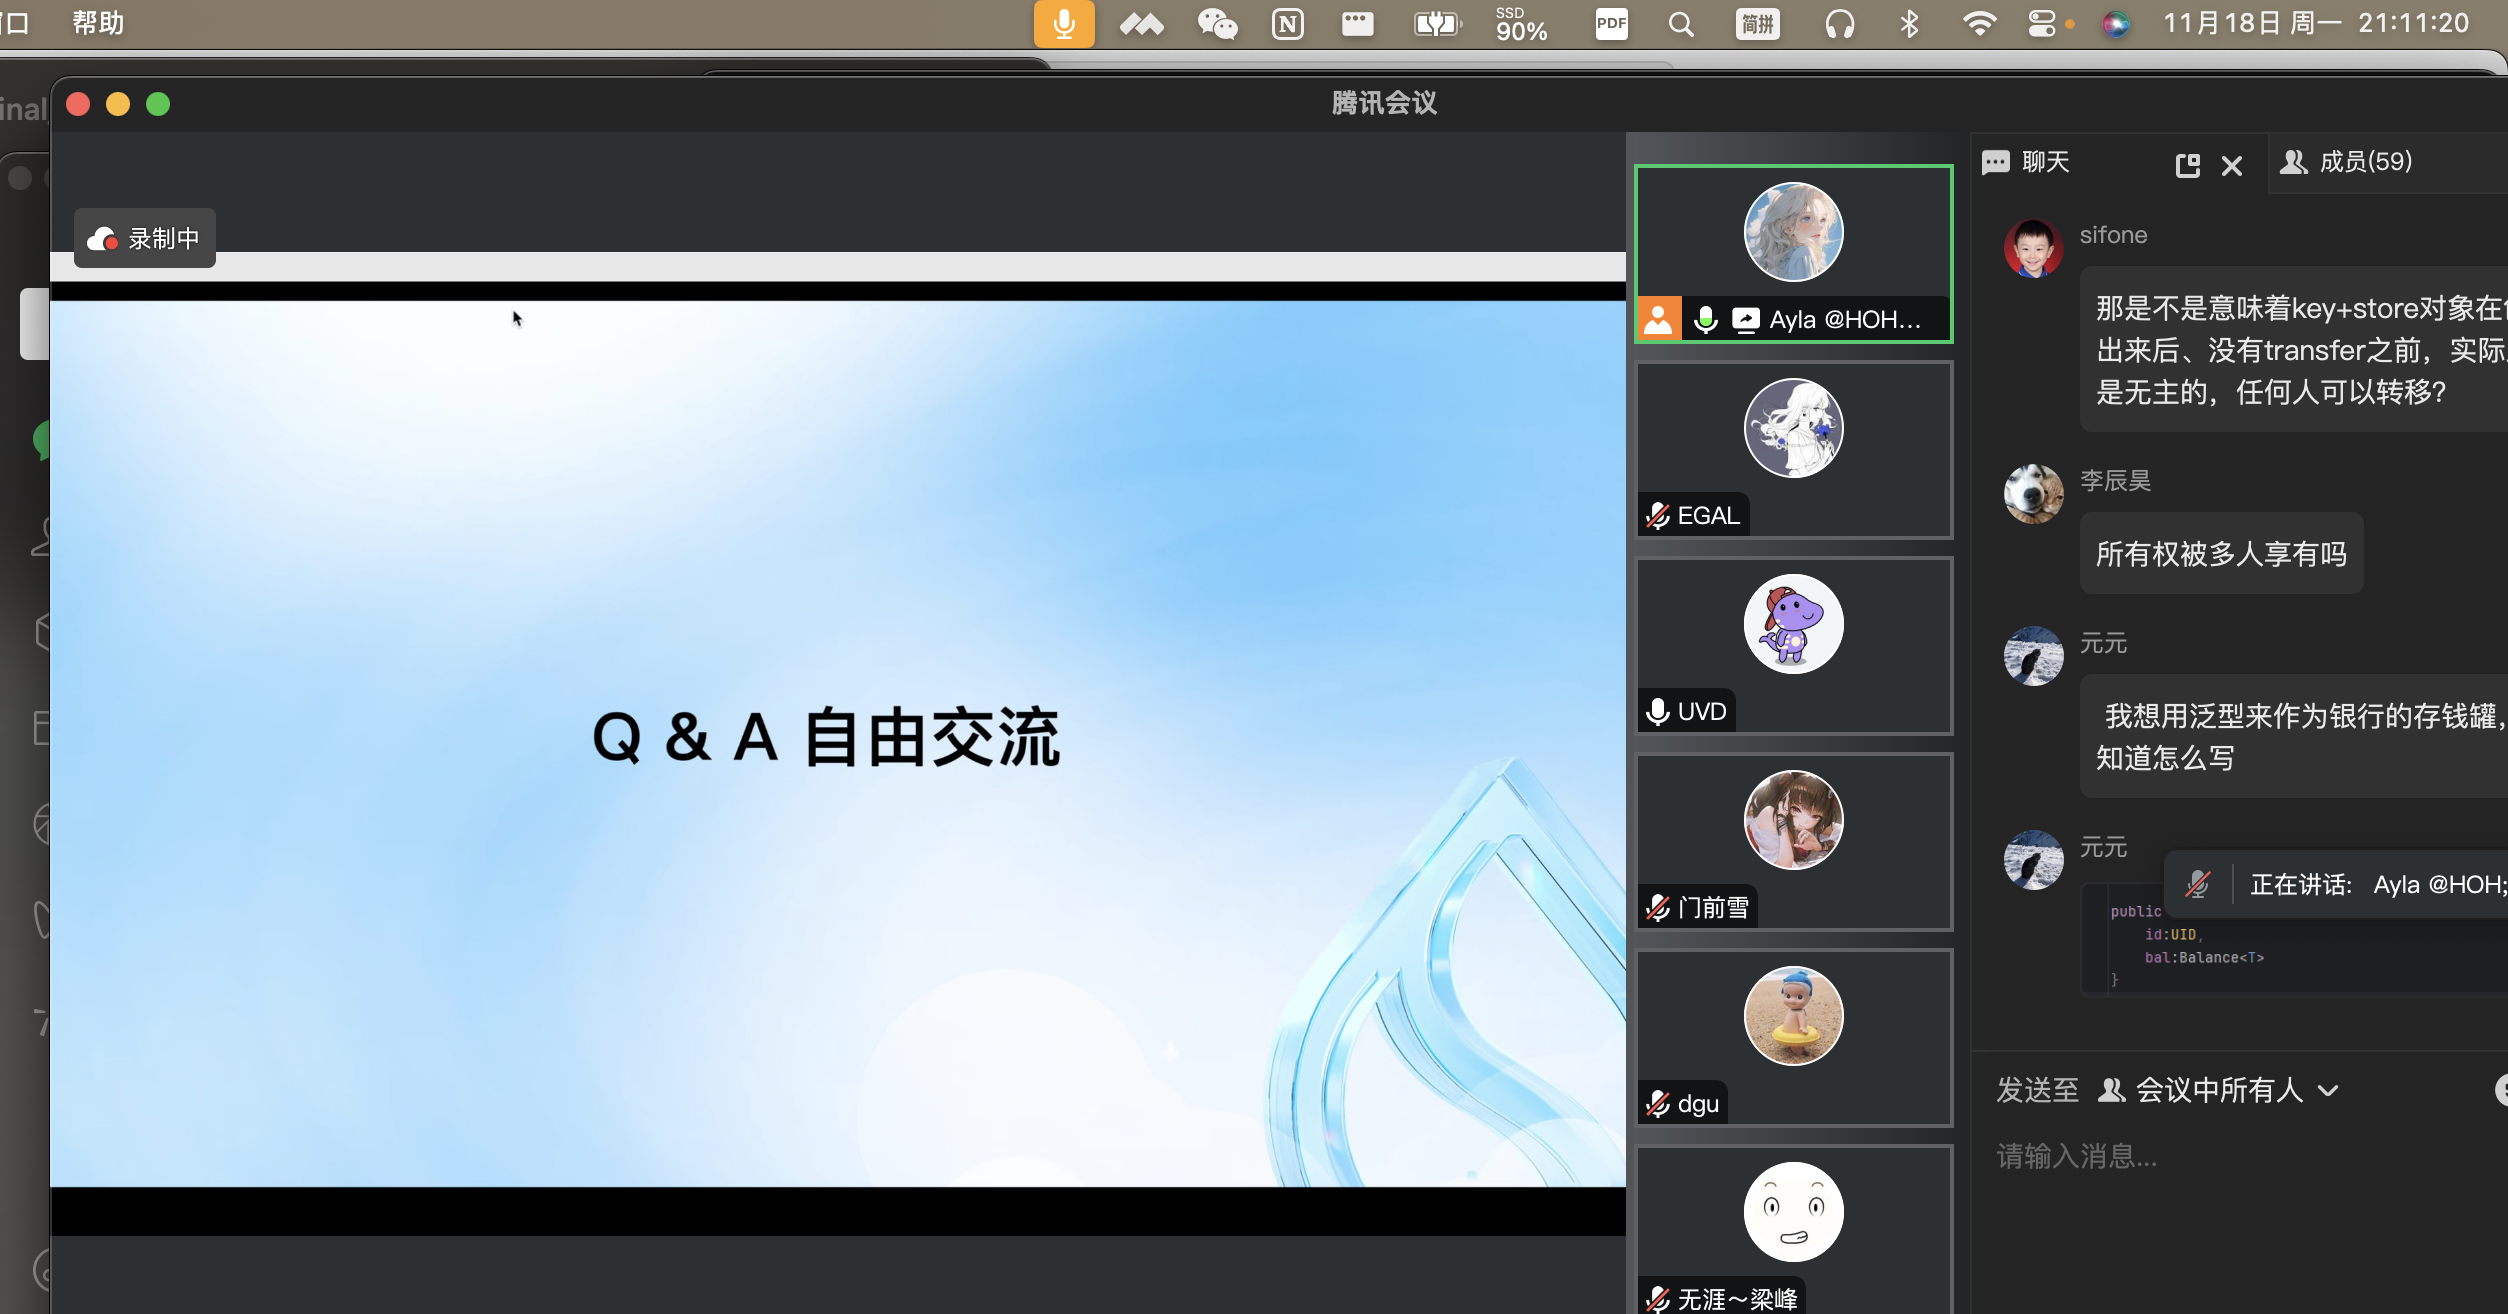 帮助
N
SSD
90%
PDF
简拼
11月18日 周一 21:11:20
inal
腾讯会议
录制中
Q & A 自由交流
Ayla @HOH...
EGAL
UVD
门前雪
dgu
无涯～梁峰
聊天
成员(59)
sifone
那是不是意味着key+store对象在
出来后、没有transfer之前，实际
是无主的，任何人可以转移？
李辰昊
所有权被多人享有吗
元元
我想用泛型来作为银行的存钱罐，
知道怎么写
元元
正在讲话: Ayla @HOH;
public
id:UID,
bal:Balance<T>
}
发送至 会议中所有人
请输入消息...